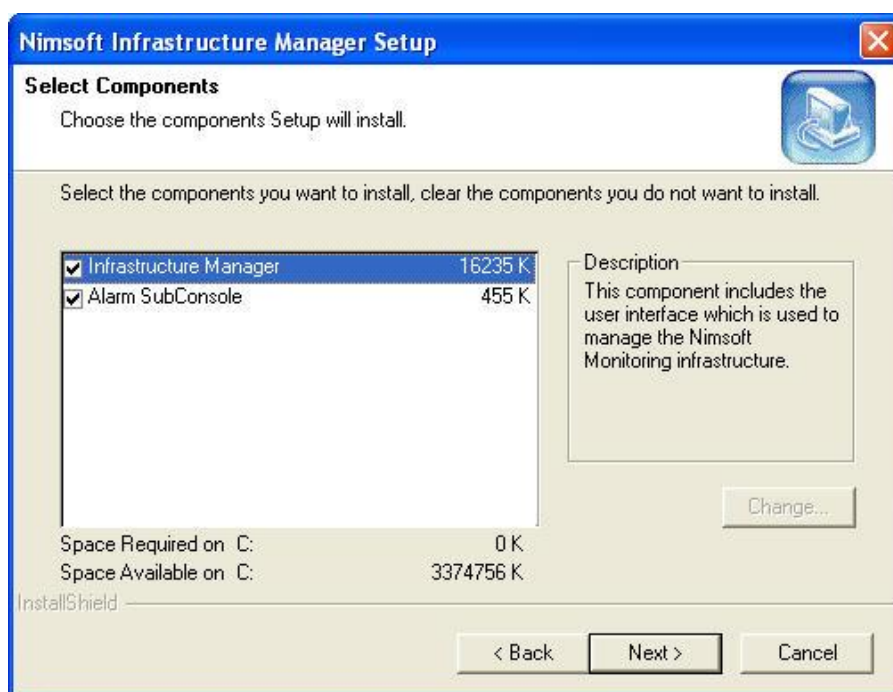 Nimsoft Infrastructure Manager Setup
Select Components
Choose the components Setup will install.
Select the components you want to install, clear the components you do not want to install.
Infrastructure Manager 16235 K
Alarm SubConsole 455 K
Description
This component includes the
user interface which is used to
manage the Nimsoft
Monitoring infrastructure.
Change...
Space Required on C: 0 K
Space Available on C: 3374756 K
InstallShield
< Back Next > Cancel